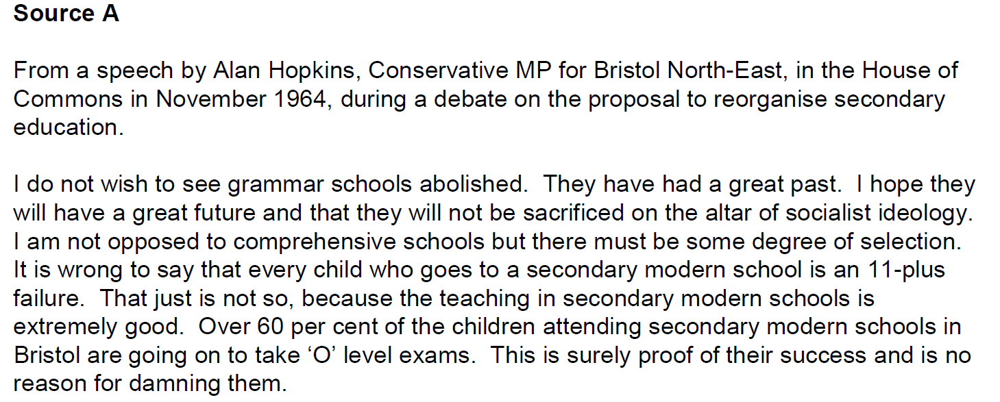 Source A
From a speech by Alan Hopkins, Conservative MP for Bristol North-East, in the House of
Commons in November 1964, during a debate on the proposal to reorganise secondary
education.
I do not wish to see grammar schools abolished.  They have had a great past.  I hope they
will have a great future and that they will not be sacrificed on the altar of socialist ideology.
I am not opposed to comprehensive schools but there must be some degree of selection.
It is wrong to say that every child who goes to a secondary modern school is an 11-plus
failure.  That just is not so, because the teaching in secondary modern schools is
extremely good.  Over 60 per cent of the children attending secondary modern schools in
Bristol are going on to take ‘O’ level exams.  This is surely proof of their success and is no
reason for damning them.